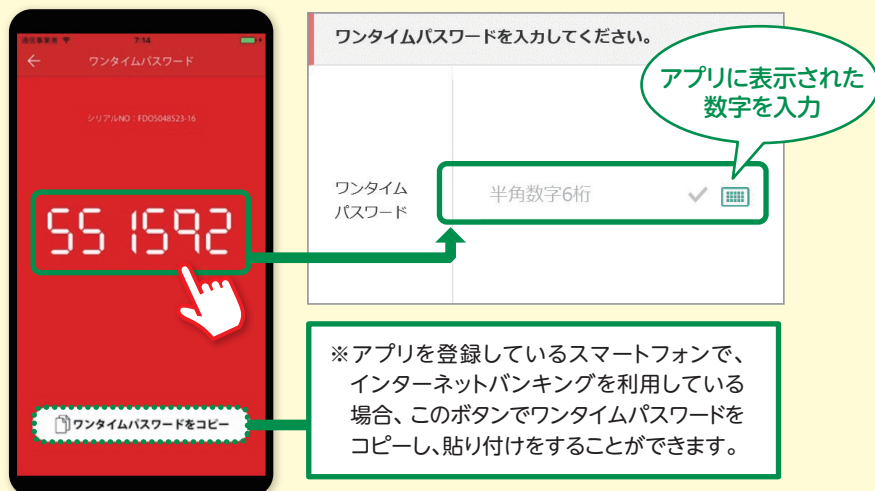 通信事業者 7:14
ワンタイムパスワード
シリアルNO：FDO5048523-16
551592
ワンタイムパスワードをコピー
ワンタイムパスワードを入力してください。
アプリに表示された
数字を入力
ワンタイム
パスワード
半角数字6桁
※アプリを登録しているスマートフォンで、
インターネットバンキングを利用している
場合、このボタンでワンタイムパスワードを
コピーし、貼り付けをすることができます。